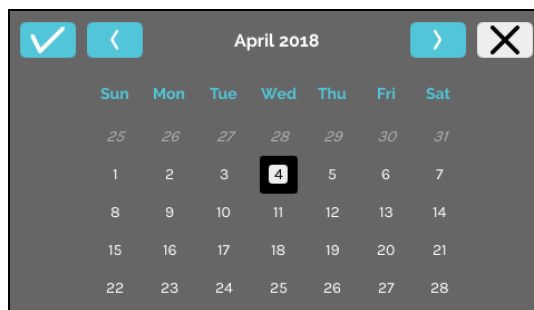 April 2018
Sun Mon Tue Wed Thu Fri Sat
25 26 27 28 29 30 31
1 2 3 4 5 6 7
8 9 10 11 12 13 14
15 16 17 18 19 20 21
22 23 24 25 26 27 28